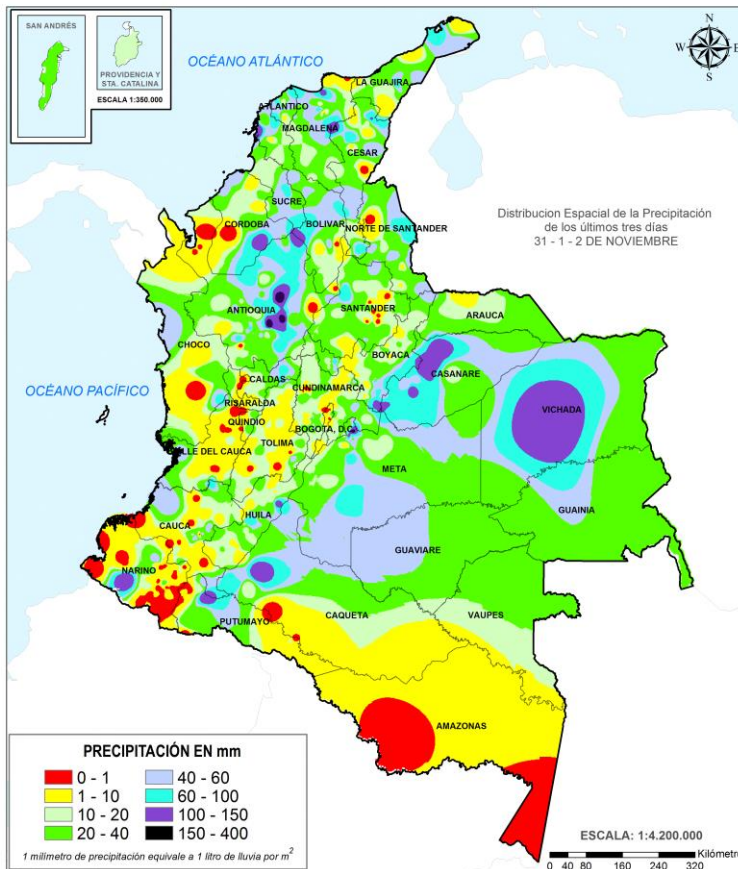 SAN ANDRÉS
PROVIDENCIA Y
STA. CATALINA
ESCALA 1:350.000
OCÉANO ATLÁNTICO
N
W
E
S
LA GUAJIRA
ATLANTICO
MAGDALENA
CESAR
SUCRE
Distribucion Espacial de la Precipitación
de los últimos tres días
31 - 1 - 2 DE NOVIEMBRE
CORDOBA
BOLIVAR
NORTE DE SANTANDER
ANTIOQUIA
SANTANDER
ARAUCA
CHOCO
BOYACA
CASANARE
OCÉANO PACÍFICO
CALDAS
CUNDINAMARCA
RISARALDA
VICHADA
QUINDIO
BOGOTA, D.C.
TOLIMA
VALLE DEL CAUCA
META
GUAINIA
HUILA
CAUCA
GUAVIARE
NARIÑO
PUTUMAYO
CAQUETA
VAUPES
AMAZONAS
PRECIPITACIÓN EN mm
0 - 1
40 - 60
1 - 10
60 - 100
10 - 20
100 - 150
20 - 40
150 - 400
1 milimetro de precipitación equivale a 1 litro de lluvia por m2
ESCALA: 1:4.200.000
Kilómetre
0 40 80 160 240 320